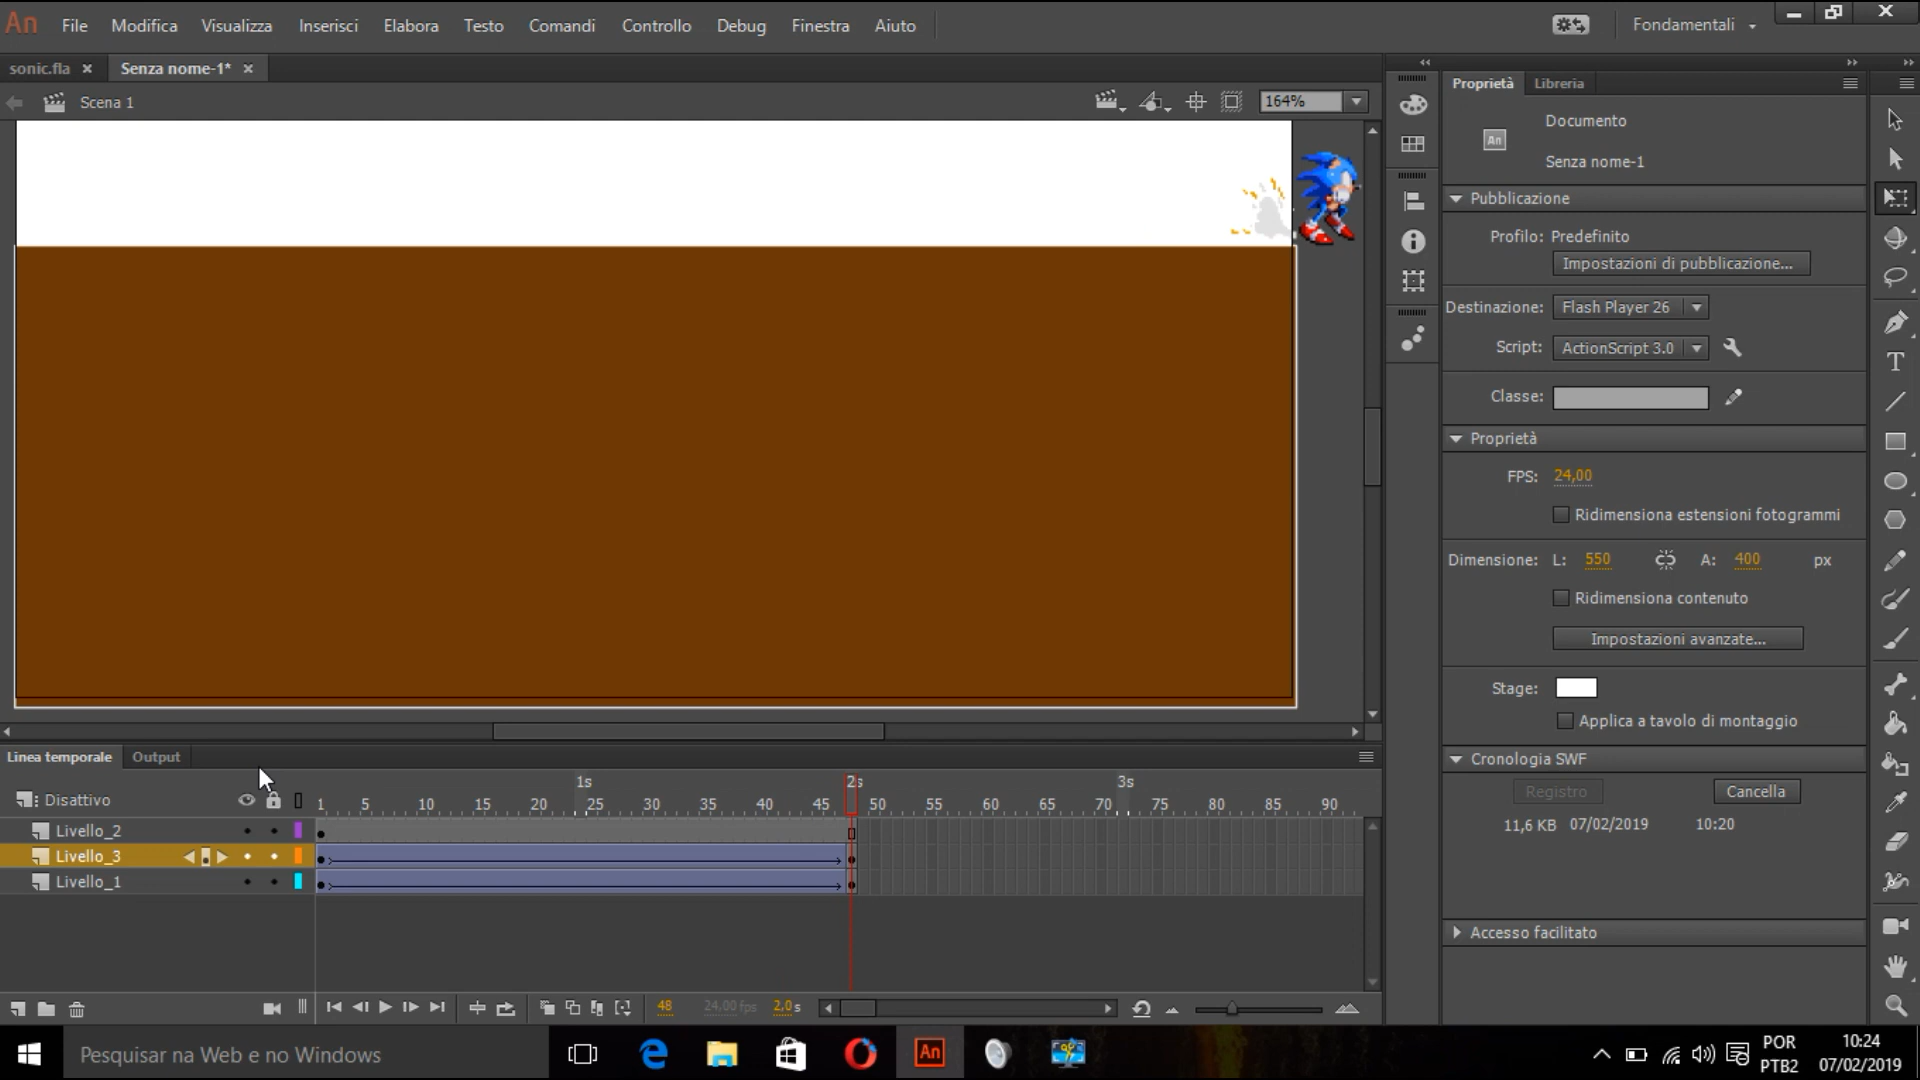 An File Modifica Visualizza Inserisci Elabora Testo Comandi Controllo Debug Finestra Aiuto Fondamentali
sonic.fla Senza nome-1*
Scena 1 164%
Proprietà Libreria
Documento
An
Senza nome-1
Pubblicazione
Profilo: Predefinito
Impostazioni di pubblicazione...
Destinazione: Flash Player 26
Script: ActionScript 3.0
Classe:
Proprietà
FPS: 24,00
Ridimensiona estensioni fotogrammi
Dimensione: L: 550 A: 400 px
Ridimensiona contenuto
Impostazioni avanzate...
Stage:
Applica a tavolo di montaggio
Cronologia SWF
Registro Cancella
11,6 KB 07/02/2019 10:20
Accesso facilitato
Linea temporale Output
1s 2s 3s
Disattivo 1 5 10 15 20 25 30 35 40 45 50 55 60 65 70 75 80 85 90
Livello_2
Livello_3
Livello_1
48 24,00 fps 2,0 s
Pesquisar na Web e no Windows
An
POR
PTB2
10:24
07/02/2019